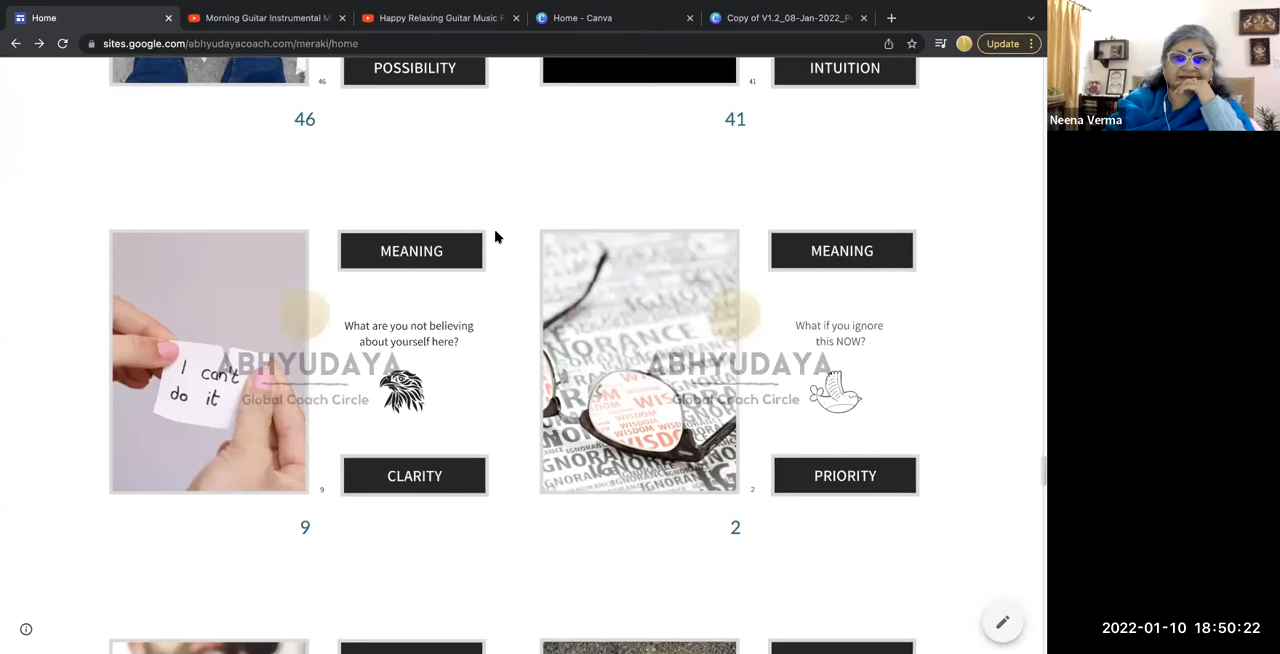 Home
Morning Guitar Instrumental M
Happy Relaxing Guitar Music F
Home - Canva
Copy of V1.2_08-Jan-2022_P
sites.google.com/abhyudayacoach.com/meraki/home
Update
Neena Verma
46
POSSIBILITY
41
INTUITION
46
41
MEANING
What are you not believing
about yourself here?
I can't
do it
ABHYUDAYA
Global Coach Circle
9
CLARITY
9
MEANING
What if you ignore
this NOW?
IGNORANCE
WISDOM
ABHYUDAYA
Global Coach Circle
2
PRIORITY
2
2022-01-10 18:50:22